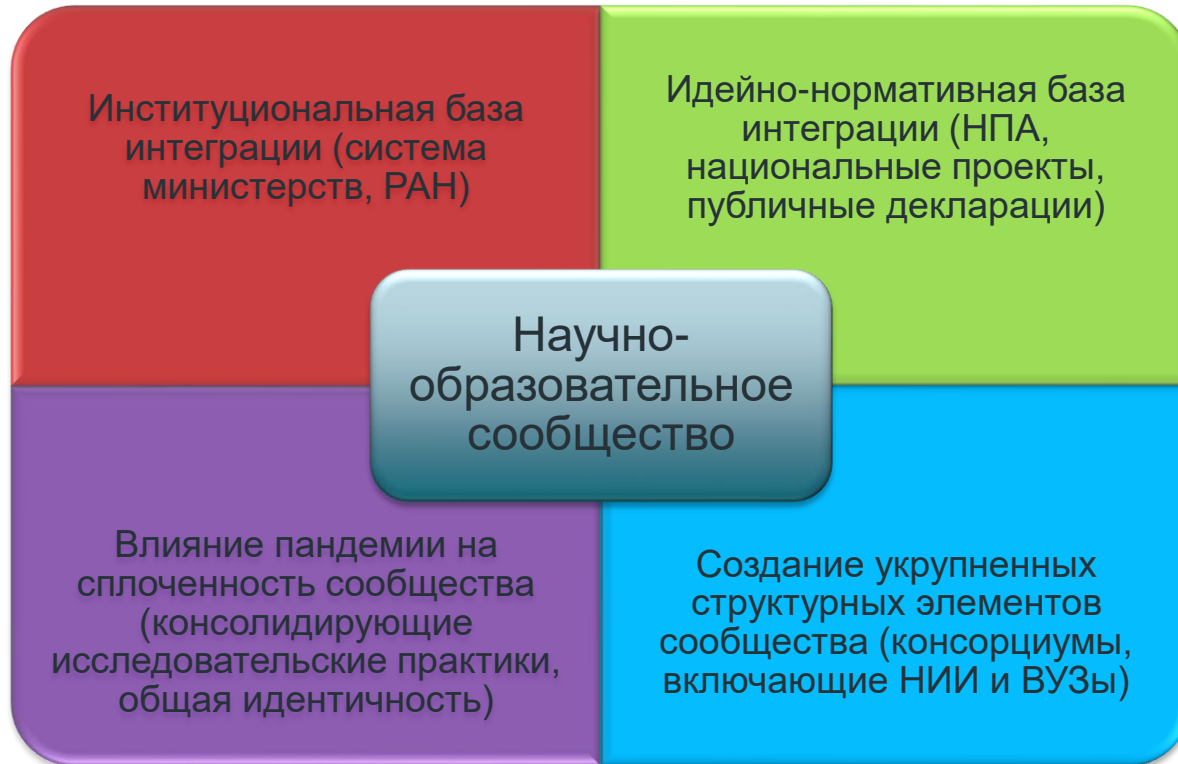 Институциональная база
интеграции (система
министерств, РАН)
Идейно-нормативная база
интеграции (НПА,
национальные проекты,
публичные декларации)
Научно-
образовательное
сообщество
Влияние пандемии на
сплоченность сообщества
(консолидирующие
исследовательские практики,
общая идентичность)
Создание укрупненных
структурных элементов
сообщества (консорциумы,
включающие НИИ и ВУЗы)